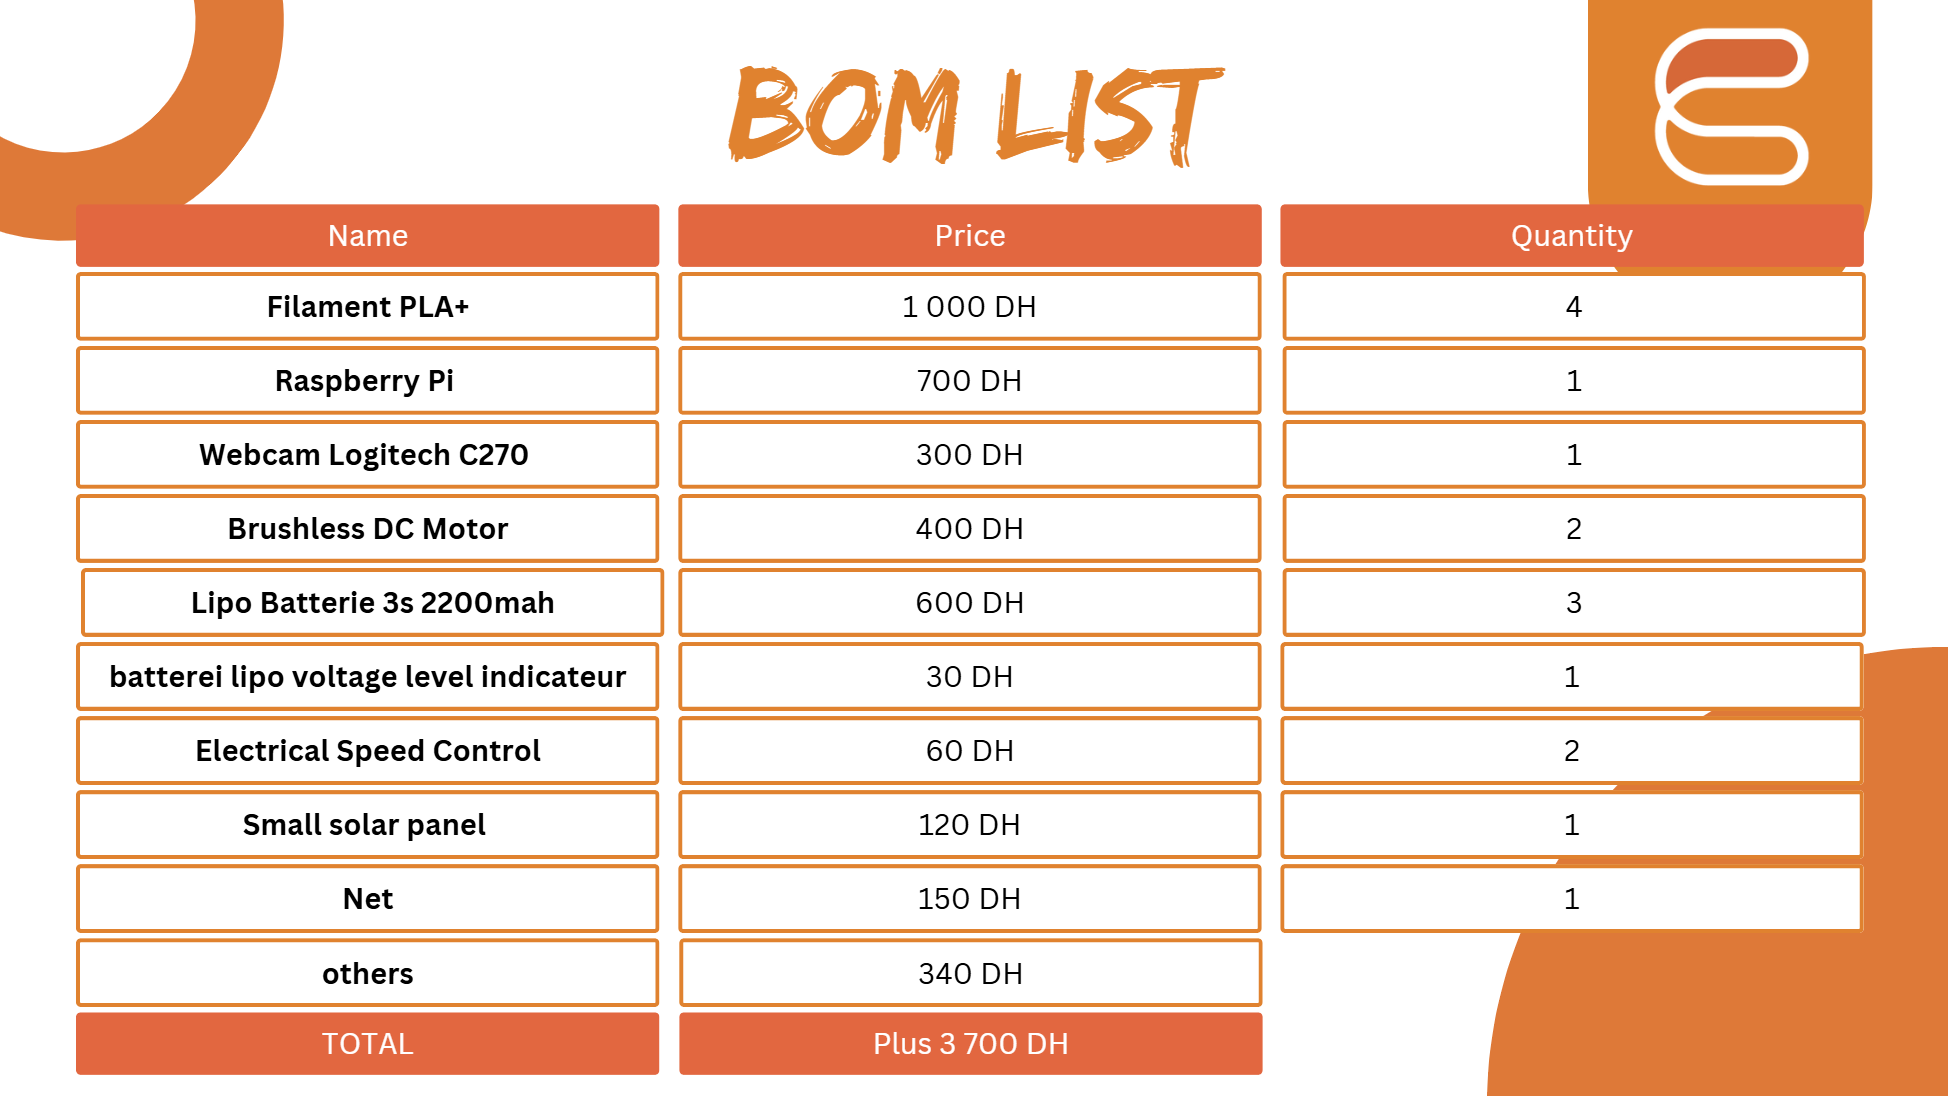 BOM LIST
Name Price Quantity
Filament PLA+ 1 000 DH 4
Raspberry Pi 700 DH 1
Webcam Logitech C270 300 DH 1
Brushless DC Motor 400 DH 2
Lipo Batterie 3s 2200mah 600 DH 3
batterei lipo voltage level indicateur 30 DH 1
Electrical Speed Control 60 DH 2
Small solar panel 120 DH 1
Net 150 DH 1
others 340 DH
TOTAL Plus 3 700 DH